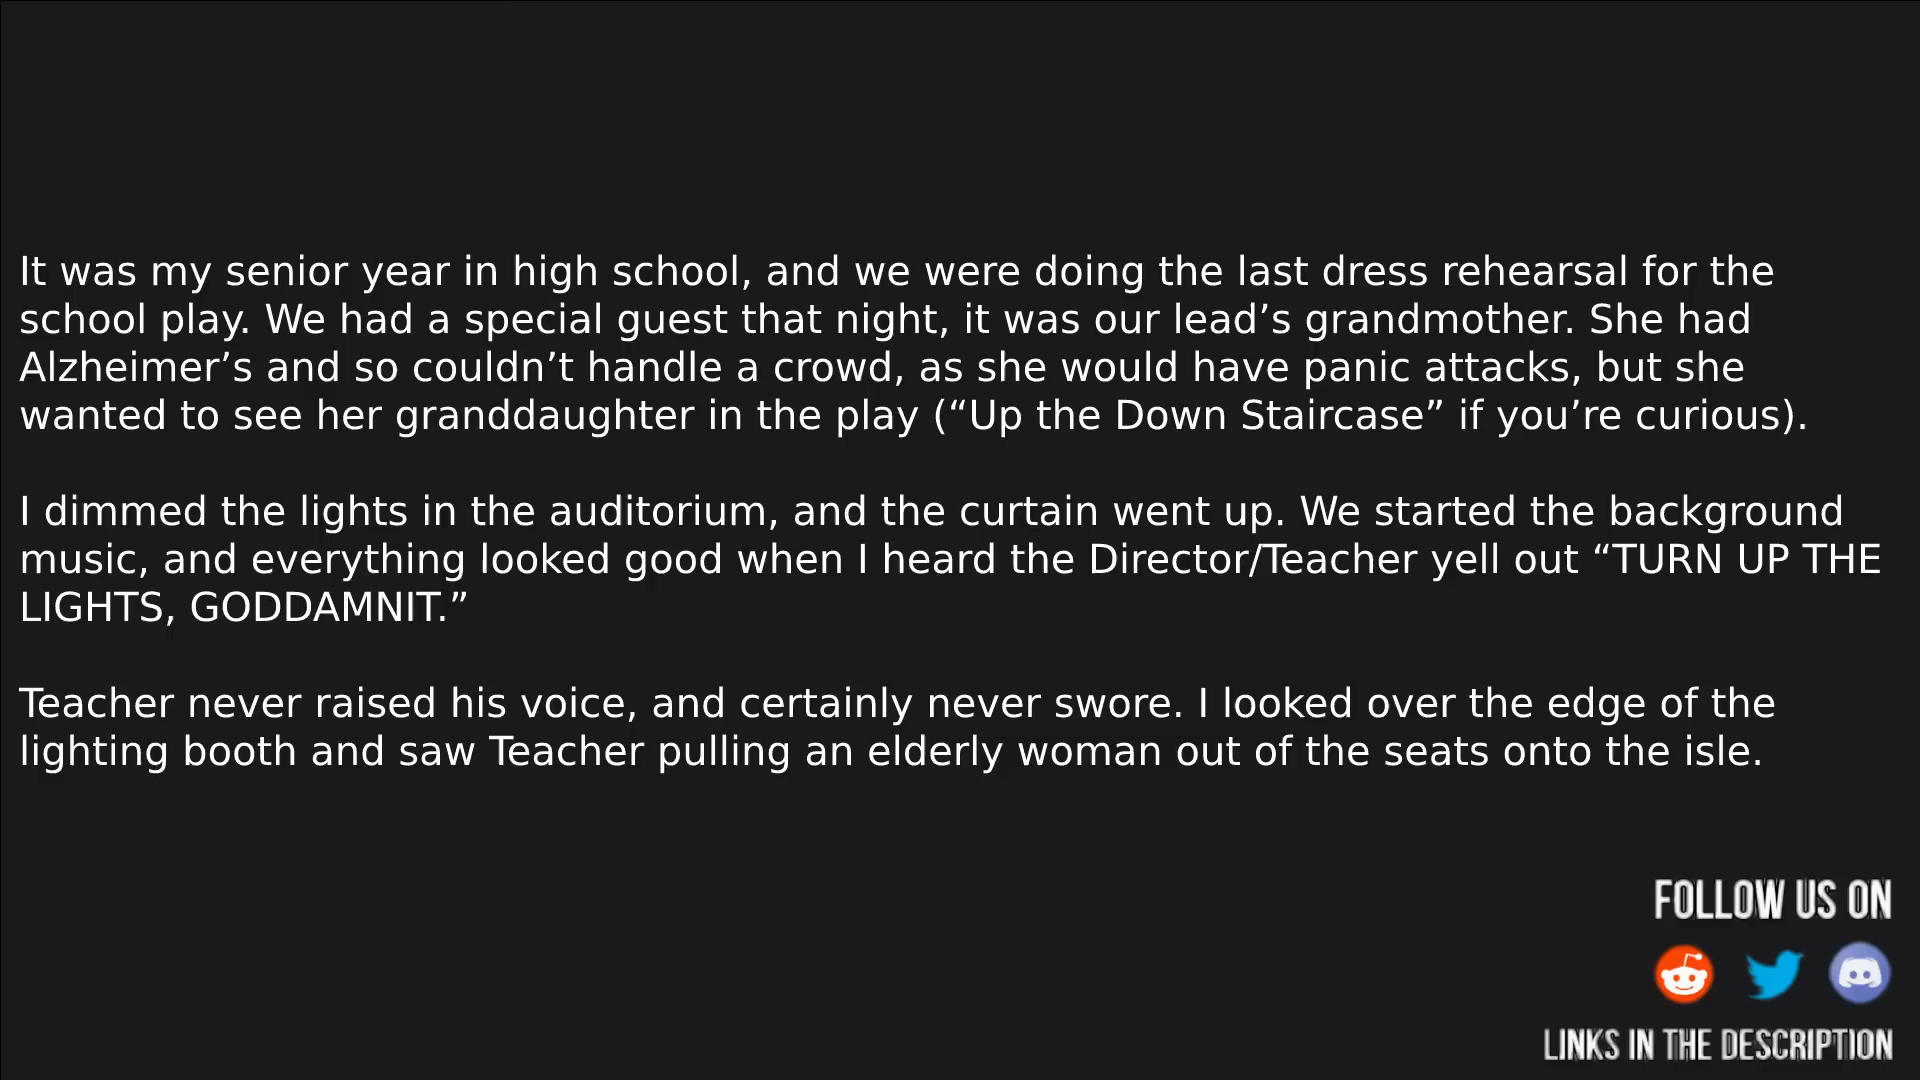 It was my senior year in high school, and we were doing the last dress rehearsal for the
school play. We had a special guest that night, it was our lead’s grandmother. She had
Alzheimer’s and so couldn’t handle a crowd, as she would have panic attacks, but she
wanted to see her granddaughter in the play (“Up the Down Staircase” if you’re curious).
I dimmed the lights in the auditorium, and the curtain went up. We started the background
music, and everything looked good when I heard the Director/Teacher yell out “TURN UP THE
LIGHTS, GODDAMNIT.”
Teacher never raised his voice, and certainly never swore. I looked over the edge of the
lighting booth and saw Teacher pulling an elderly woman out of the seats onto the isle.
FOLLOW US ON
LINKS IN THE DESCRIPTION